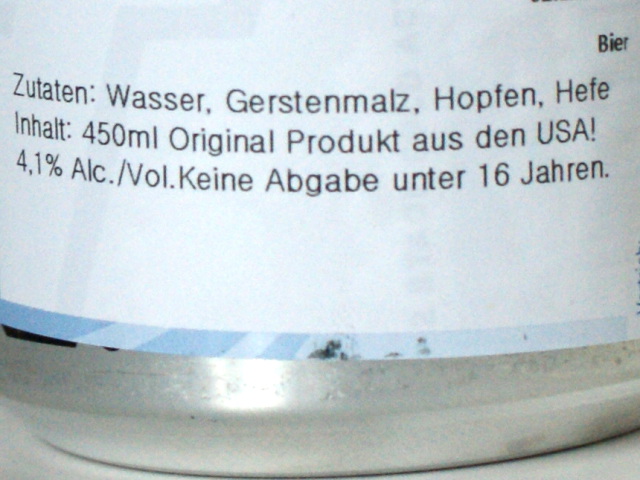 Bier
Zutaten: Wasser, Gerstenmalz, Hopfen, Hefe
Inhalt: 450ml Original Produkt aus den USA!
4,1% Alc./Vol.Keine Abgabe unter 16 Jahren.